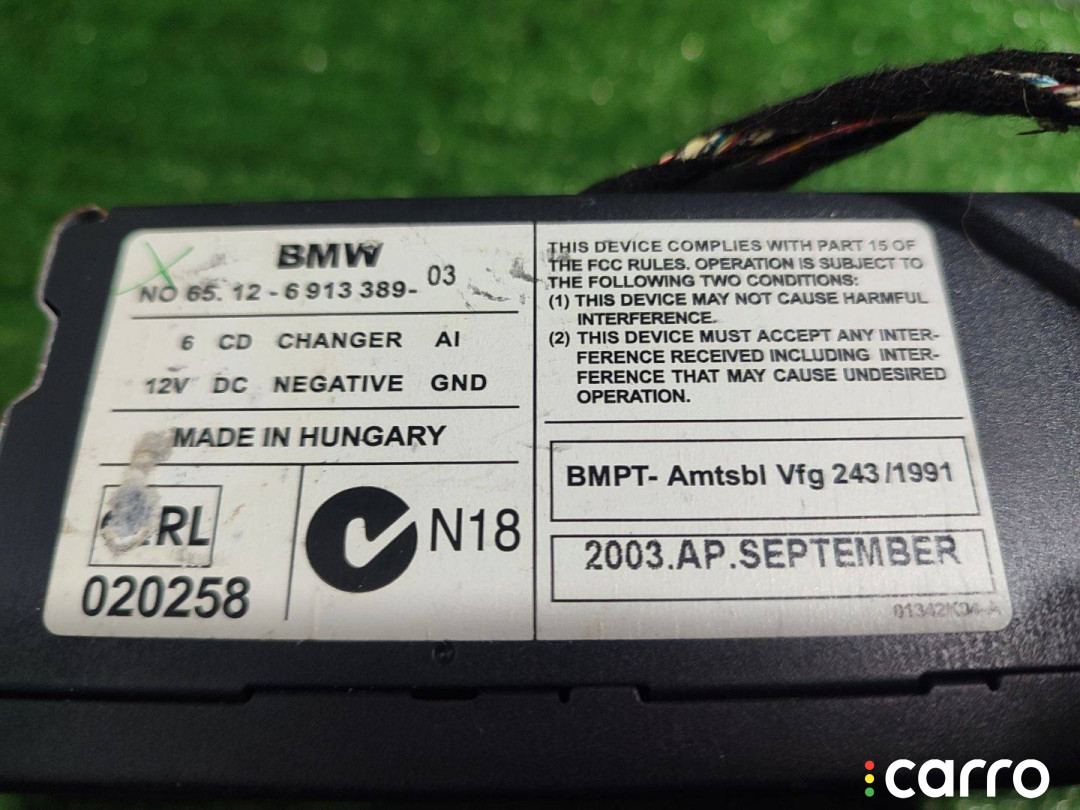 BMW
NO 65. 12 - 6 913 389- 03
6 CD CHANGER AI
12V DC NEGATIVE GND
MADE IN HUNGARY
020258
N18
THIS DEVICE COMPLIES WITH PART 15 OF
THE FCC RULES. OPERATION IS SUBJECT TO
THE FOLLOWING TWO CONDITIONS:
(1) THIS DEVICE MAY NOT CAUSE HARMFUL
INTERFERENCE.
(2) THIS DEVICE MUST ACCEPT ANY INTER-
FERENCE RECEIVED INCLUDING INTER-
FERENCE THAT MAY CAUSE UNDESIRED
OPERATION.
BMPT- Amtsbl Vfg 243/1991
2003.AP.SEPTEMBER
carro